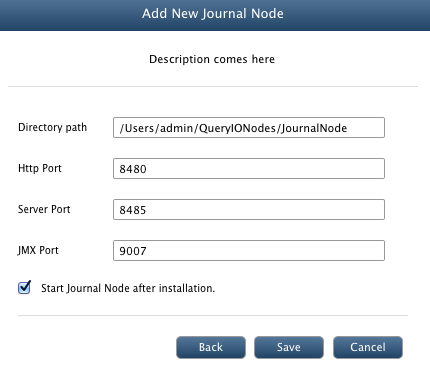 Add New Journal Node
Description comes here
Directory path /Users/admin/QueryIONodes/JournalNode
Http Port 8480
Server Port 8485
JMX Port 9007
Start Journal Node after installation.
Back Save Cancel